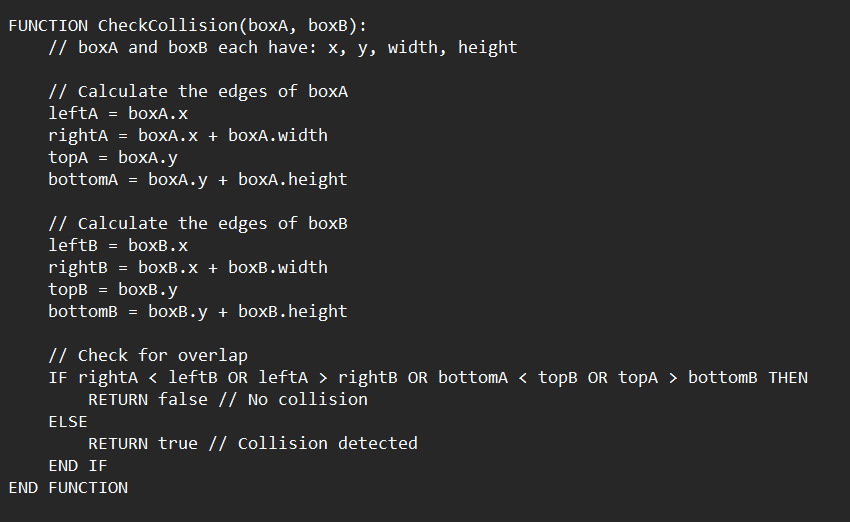 FUNCTION CheckCollision(boxA, boxB):
    // boxA and boxB each have: x, y, width, height

    // Calculate the edges of boxA
    leftA = boxA.x
    rightA = boxA.x + boxA.width
    topA = boxA.y
    bottomA = boxA.y + boxA.height

    // Calculate the edges of boxB
    leftB = boxB.x
    rightB = boxB.x + boxB.width
    topB = boxB.y
    bottomB = boxB.y + boxB.height

    // Check for overlap
    IF rightA < leftB OR leftA > rightB OR bottomA < topB OR topA > bottomB THEN
        RETURN false // No collision
    ELSE
        RETURN true // Collision detected
    END IF
END FUNCTION